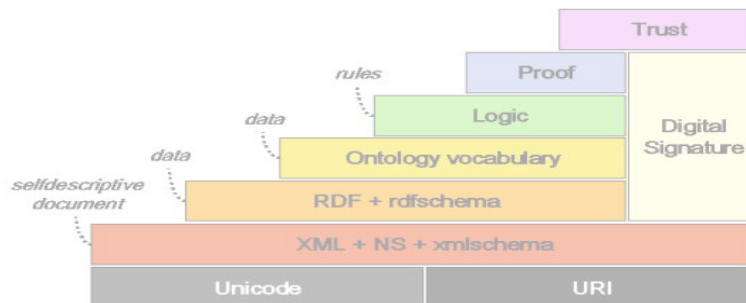 Trust
Proof
rules
Logic
Digital
Signature
data
Ontology vocabulary
data
RDF + rdfschema
selfdescriptive
document
XML + NS + xmlschema
Unicode
URI